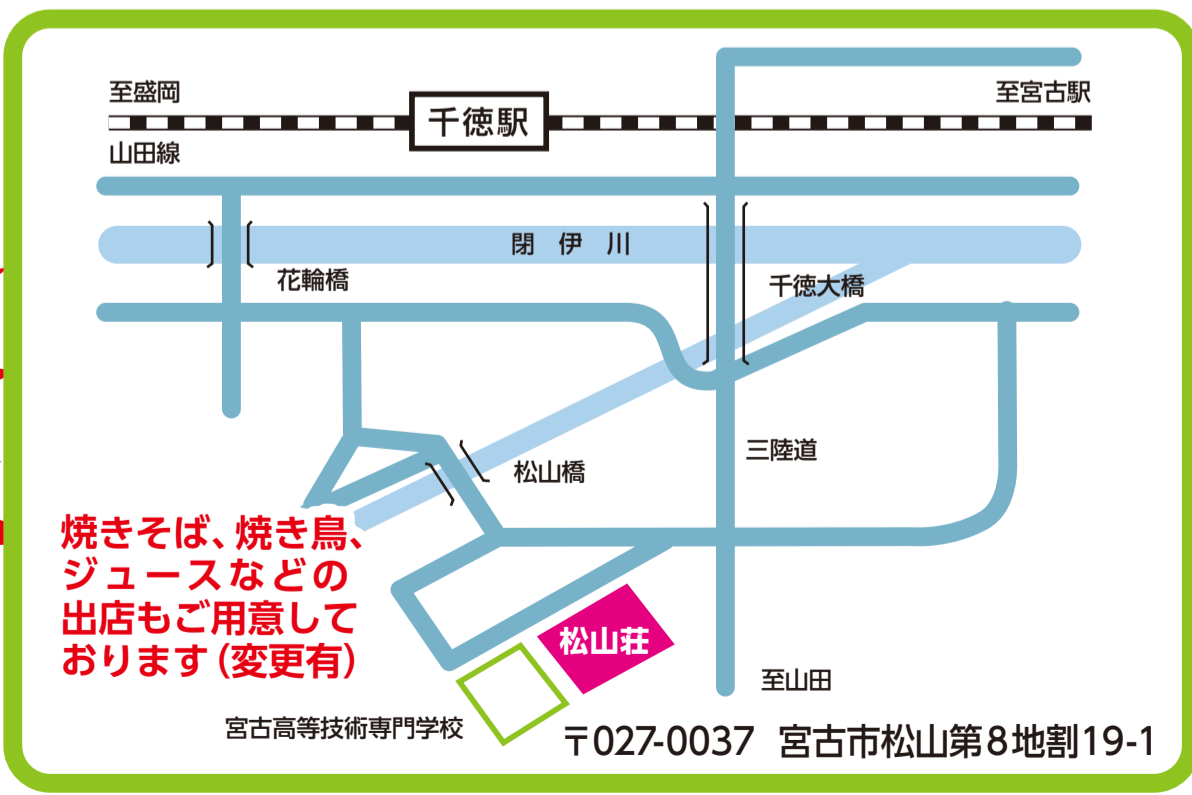 至盛岡
至宮古駅
千徳駅
山田線
閉 伊 川
花輪橋
千徳大橋
三陸道
松山橋
焼きそば、焼き鳥、
ジュースなどの
出店もご用意して
おります(変更有)
松山荘
至山田
宮古高等技術専門学校
〒027-0037 宮古市松山第8地割19-1